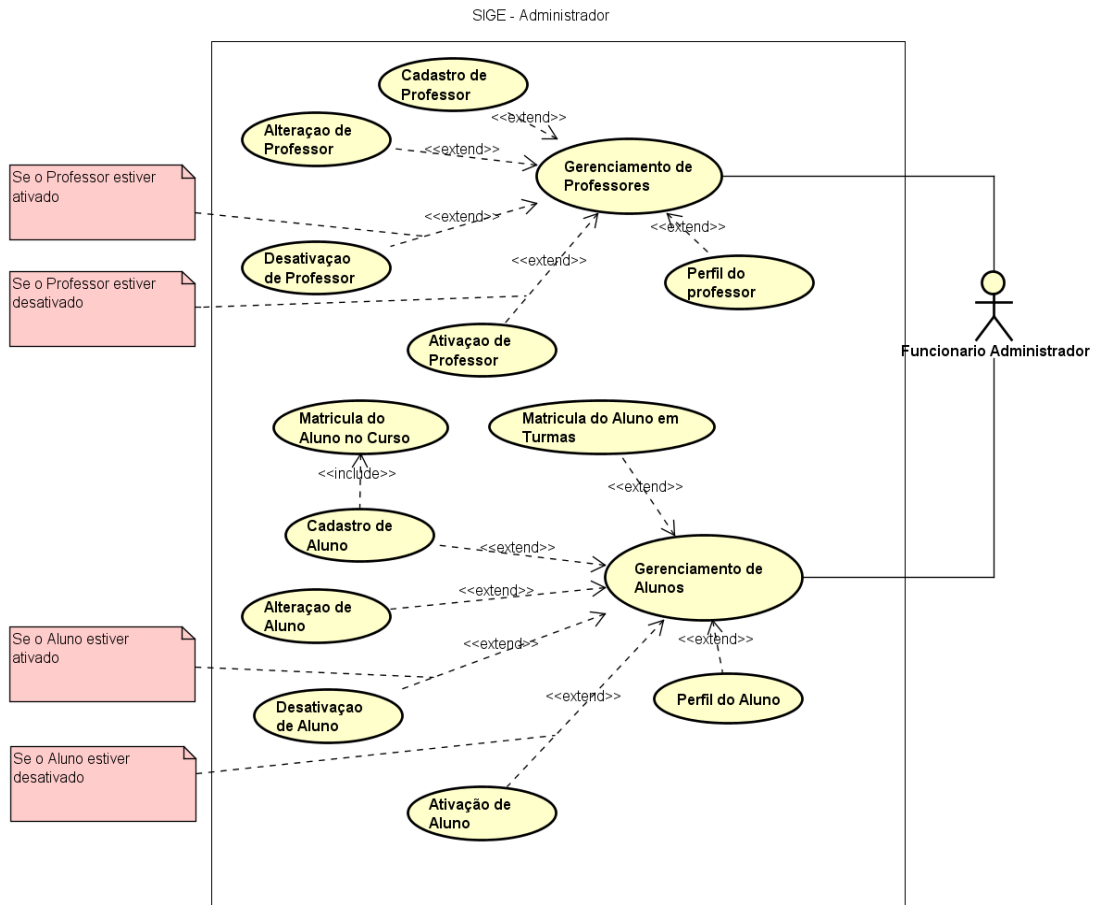 SIGE - Administrador
Cadastro de
Professor
<<extend>>
Alteraçao de
Professor
<<extend>>
Gerenciamento de
Professores
Se o Professor estiver
ativado
<<extend>>
<<extend>>
Desativaçao
de Professor
<<extend>>
Perfil do
professor
Se o Professor estiver
desativado
Ativaçao de
Professor
Funcionario Administrador
Matricula do
Aluno no Curso
Matricula do Aluno em
Turmas
<<include>>
<<extend>>
Cadastro de
Aluno
<<extend>>
Gerenciamento de
Alunos
Alteraçao de
Aluno
<<extend>>
Se o Aluno estiver
ativado
<<extend>>
<<extend>>
Desativaçao
de Aluno
<<extend>>
Perfil do Aluno
Se o Aluno estiver
desativado
Ativação de
Aluno